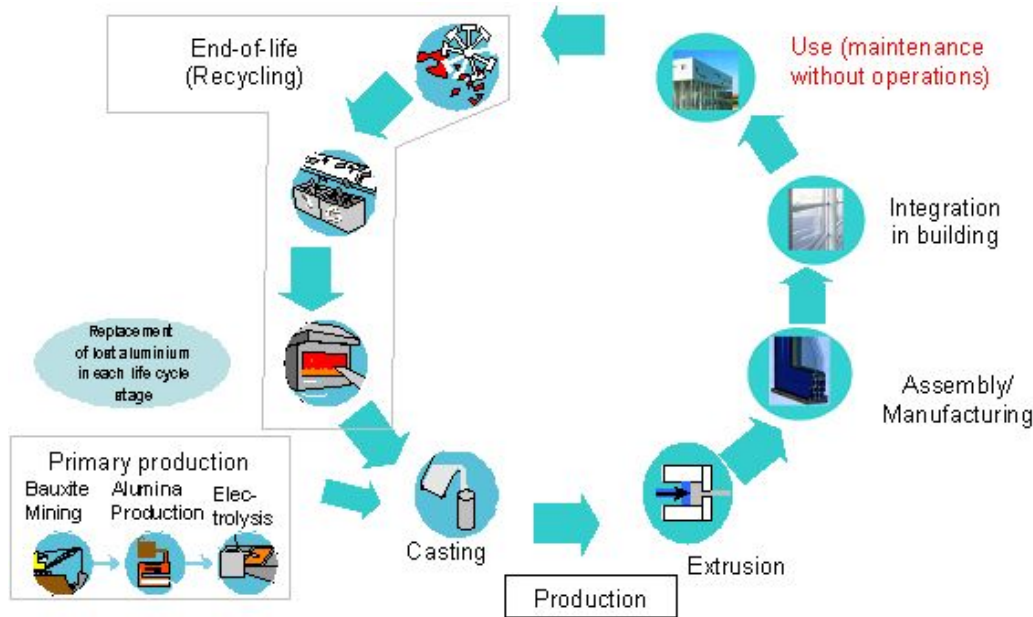 End-of-life
(Recycling)
Use (maintenance
without operations)
Integration
in building
Replacement
of lost aluminium
in each life cycle
stage
Assembly/
Manufacturing
Primary production
Bauxite
Mining
Alumina
Production
Elec-
trolysis
Casting
Extrusion
Production